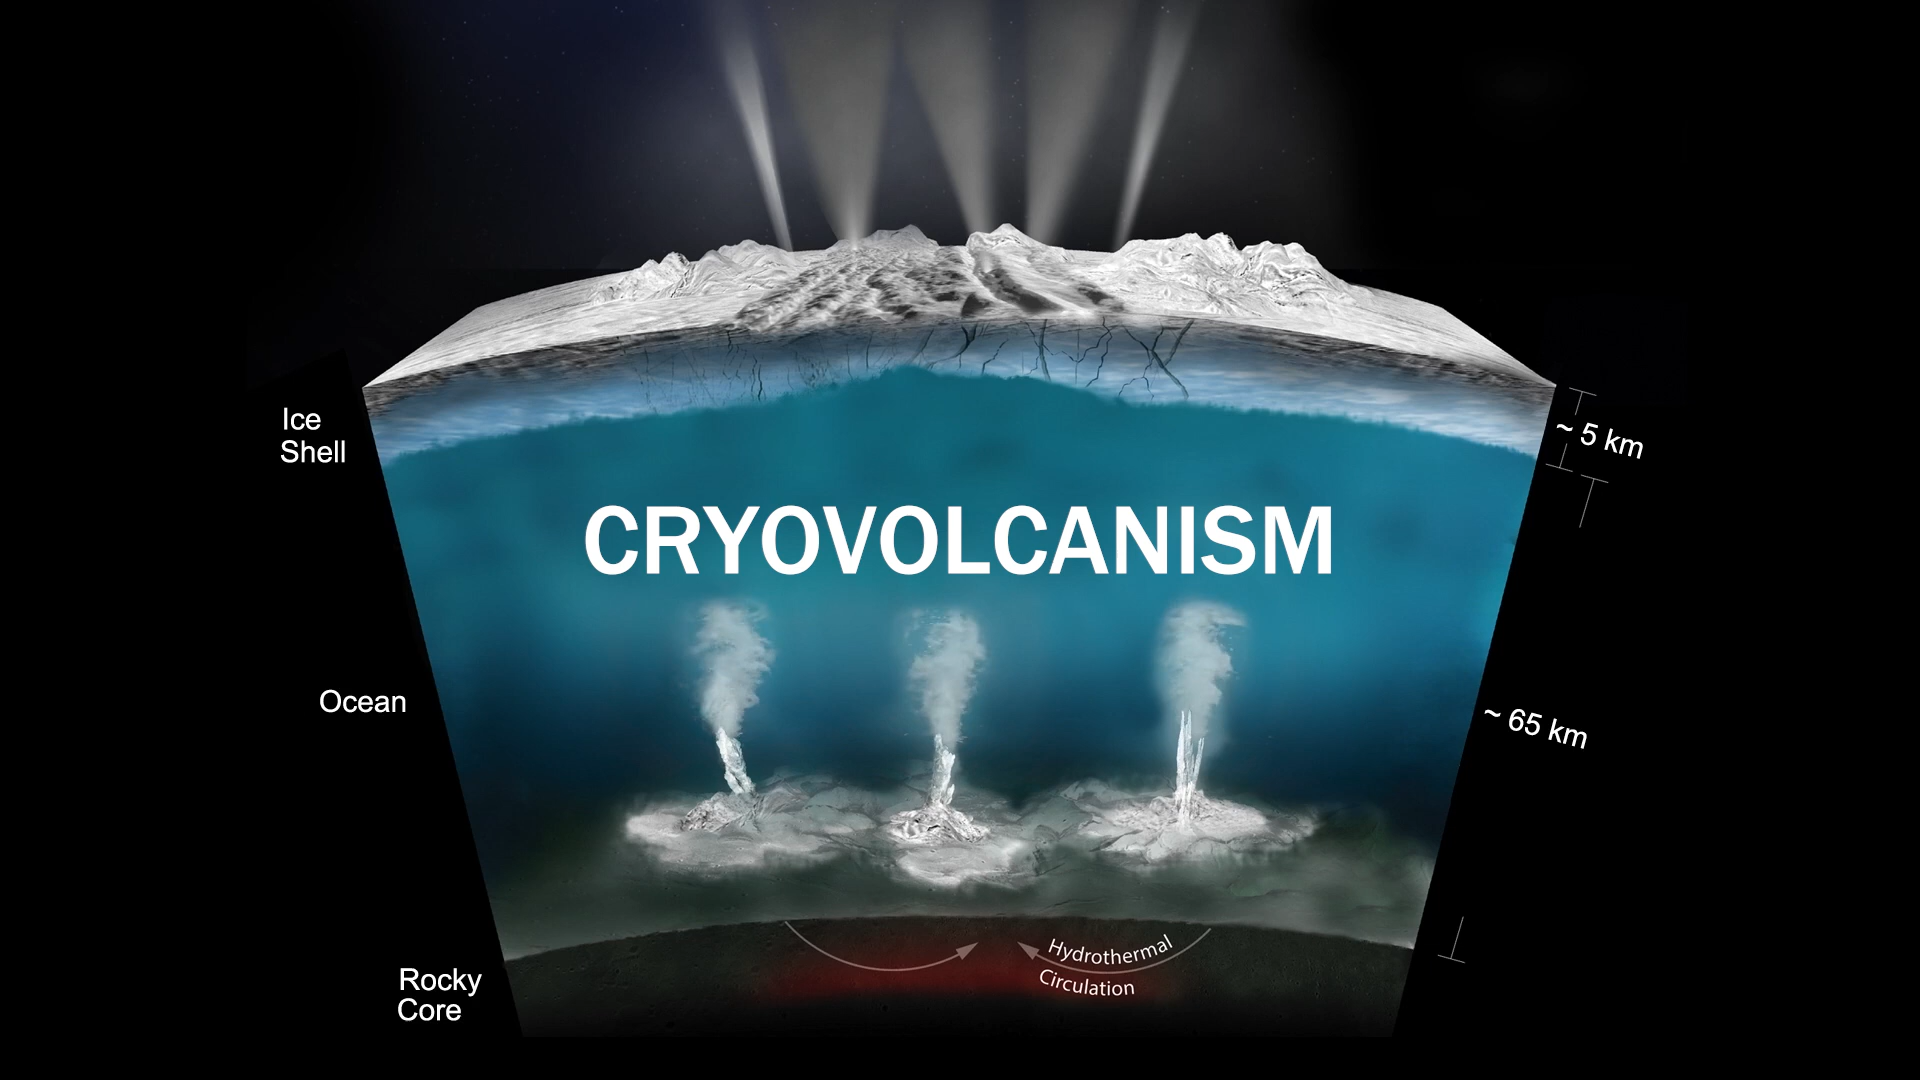 Ice
Shell
~ 5 km
CRYOVOLCANISM
Ocean
~ 65 km
Hydrothermal
Circulation
Rocky
Core